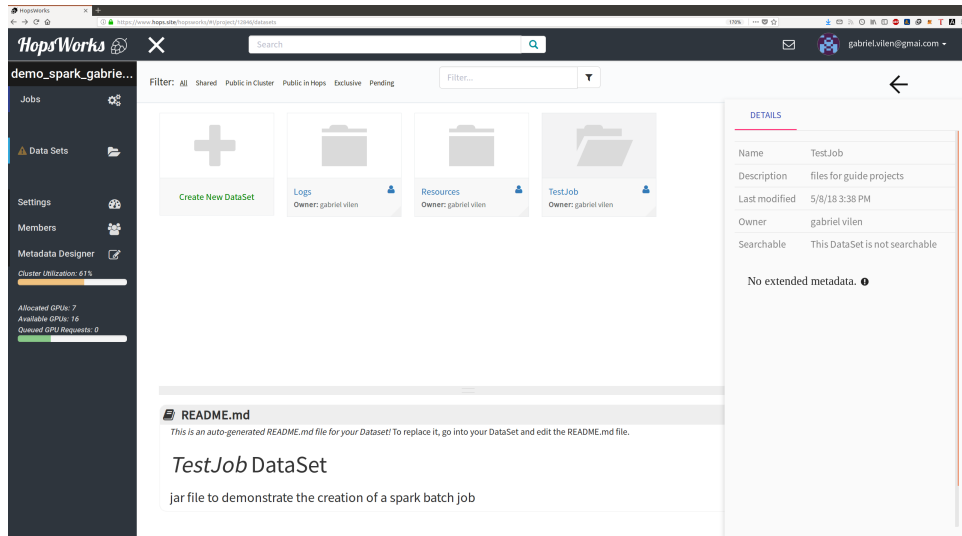 HopsWorks
https://www.hops.site/hopsworks/#!/project/12846/datasets
170%
HopsWorks
Search
gabriel.vilen@gmai.com
demo_spark_gabrie...
Filter: All Shared Public in Cluster Public in Hops Exclusive Pending
Filter...
Jobs
Data Sets
Settings
Members
Metadata Designer
Cluster Utilization: 61%
Allocated GPUs: 7
Available GPUs: 16
Queued GPU Requests: 0
Create New DataSet
Logs
Owner: gabriel vilen
Resources
Owner: gabriel vilen
TestJob
Owner: gabriel vilen
DETAILS
Name TestJob
Description files for guide projects
Last modified 5/8/18 3:38 PM
Owner gabriel vilen
Searchable This DataSet is not searchable
No extended metadata.
README.md
This is an auto-generated README.md file for your Dataset! To replace it, go into your DataSet and edit the README.md file.
TestJob DataSet
jar file to demonstrate the creation of a spark batch job